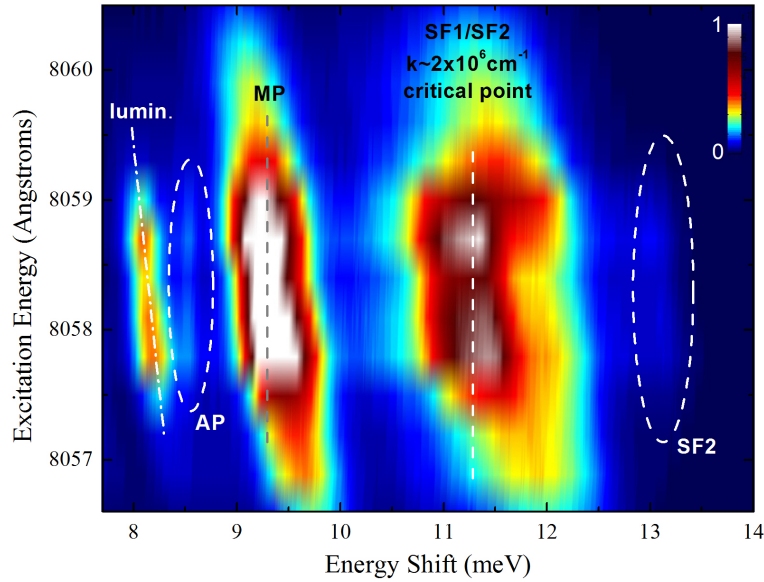 SF1/SF2
k~2x10⁶cm⁻¹
critical point
1
0
MP
lumin.
AP
SF2
8060
8059
8058
8057
Excitation Energy (Angstroms)
8
9
10
11
12
13
14
Energy Shift (meV)